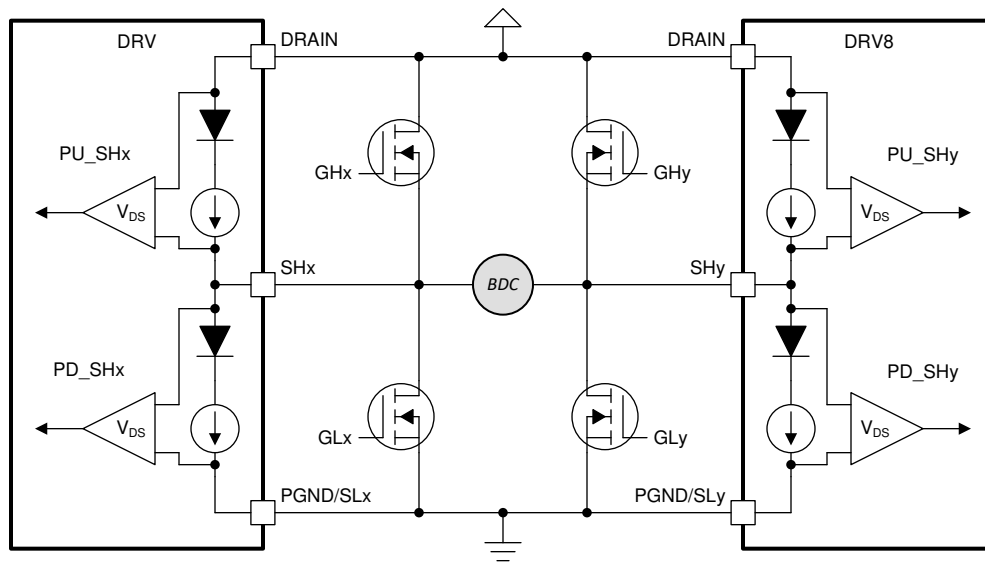 DRV
DRAIN
DRAIN
DRV8
PU_SHx
PU_SHy
GHx
GHy
VDS
VDS
SHx
BDC
SHy
PD_SHx
PD_SHy
GLx
GLy
VDS
VDS
PGND/SLx
PGND/SLy